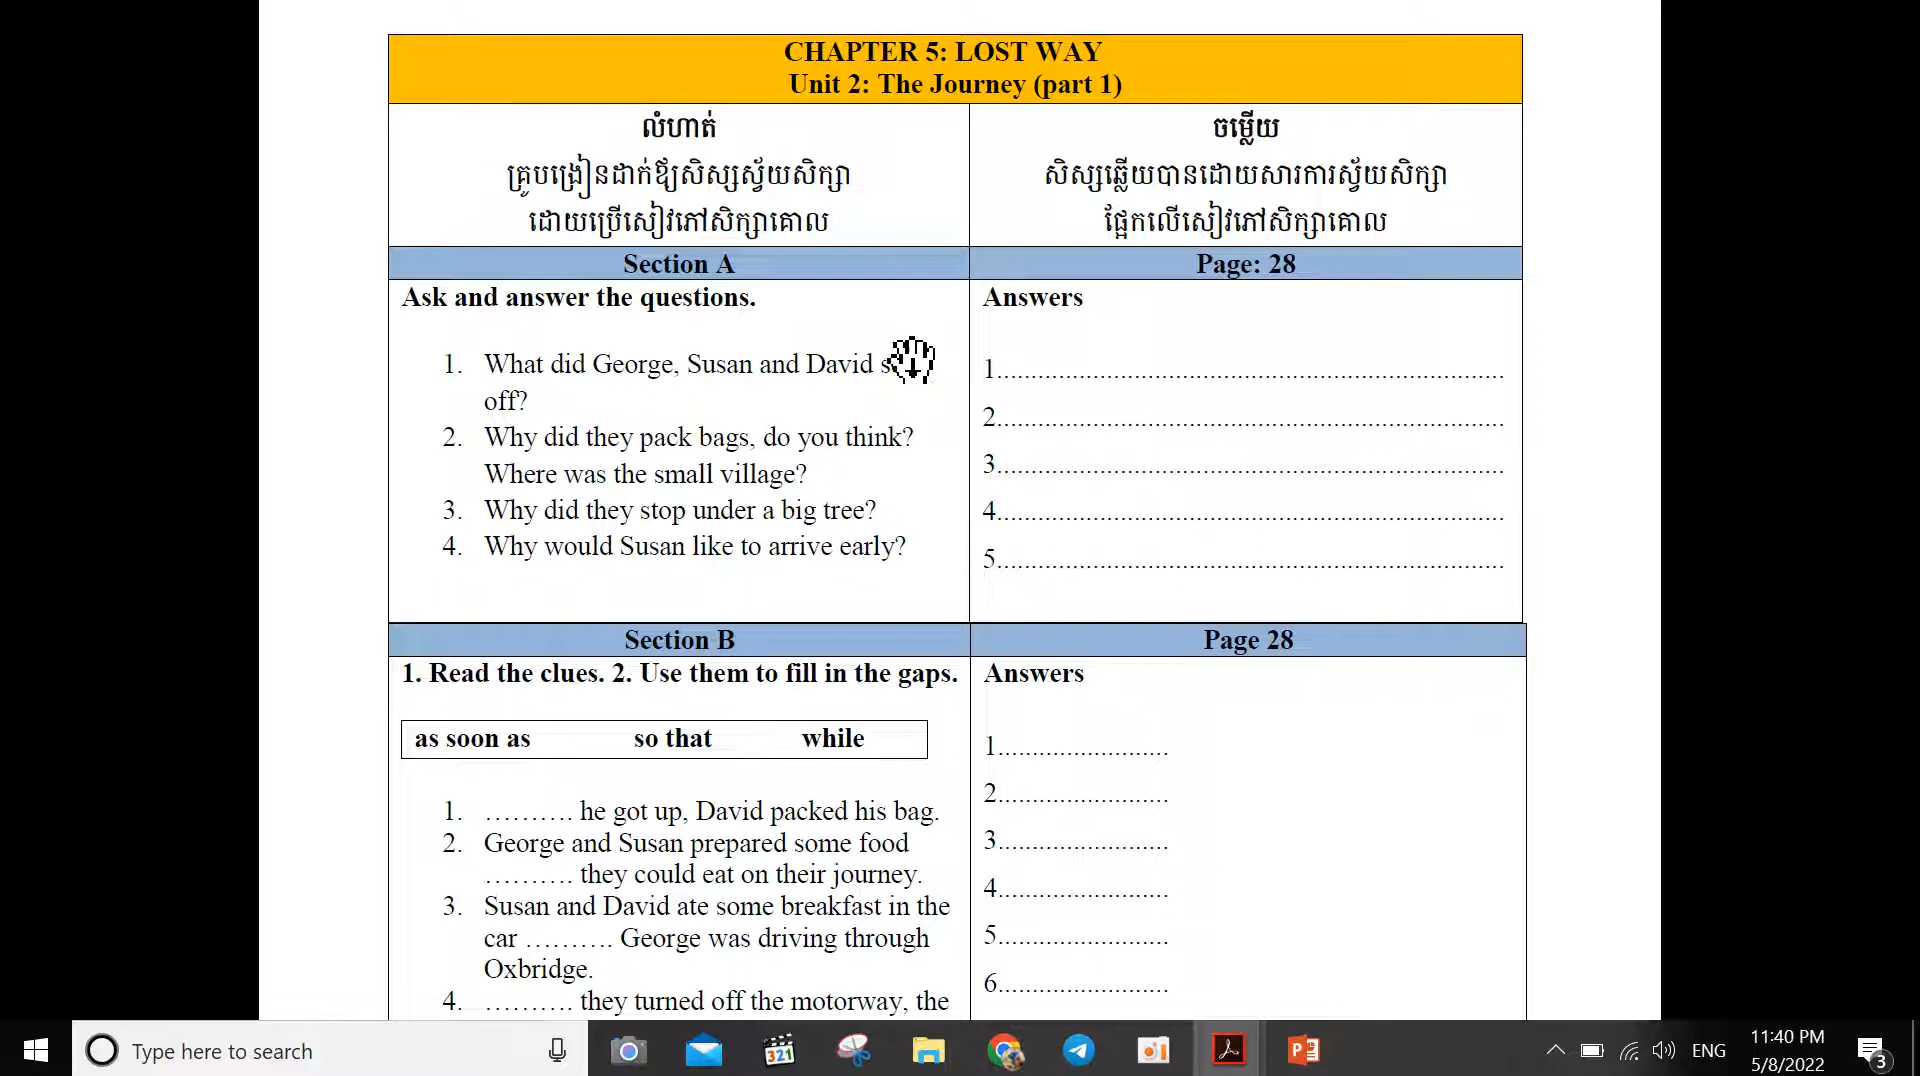 CHAPTER 5: LOST WAY
Unit 2: The Journey (part 1)
លំហាត់
គ្រូបង្រៀនដាក់ឪ្យសិស្សស្វ័យសិក្សា
ដោយប្រើសៀវភៅសិក្សាគោល
ចម្លើយ
សិស្សឆ្លើយបានដោយសារការស្វ័យសិក្សា
ផ្អែកលើសៀវភៅសិក្សាគោល
Section A
Page: 28
Ask and answer the questions.
1. What did George, Susan and David
off?
2. Why did they pack bags, do you think?
Where was the small village?
3. Why did they stop under a big tree?
4. Why would Susan like to arrive early?
Answers
1...........................................................................
2...........................................................................
3...........................................................................
4...........................................................................
5...........................................................................
Section B
Page 28
1. Read the clues. 2. Use them to fill in the gaps.
as soon as so that while
1. ………. he got up, David packed his bag.
2. George and Susan prepared some food
………. they could eat on their journey.
3. Susan and David ate some breakfast in the
car ………. George was driving through
Oxbridge.
4. ………. they turned off the motorway, the
Answers
1.........................
2.........................
3.........................
4.........................
5.........................
6.........................
Type here to search
321
ENG
11:40 PM
5/8/2022
3